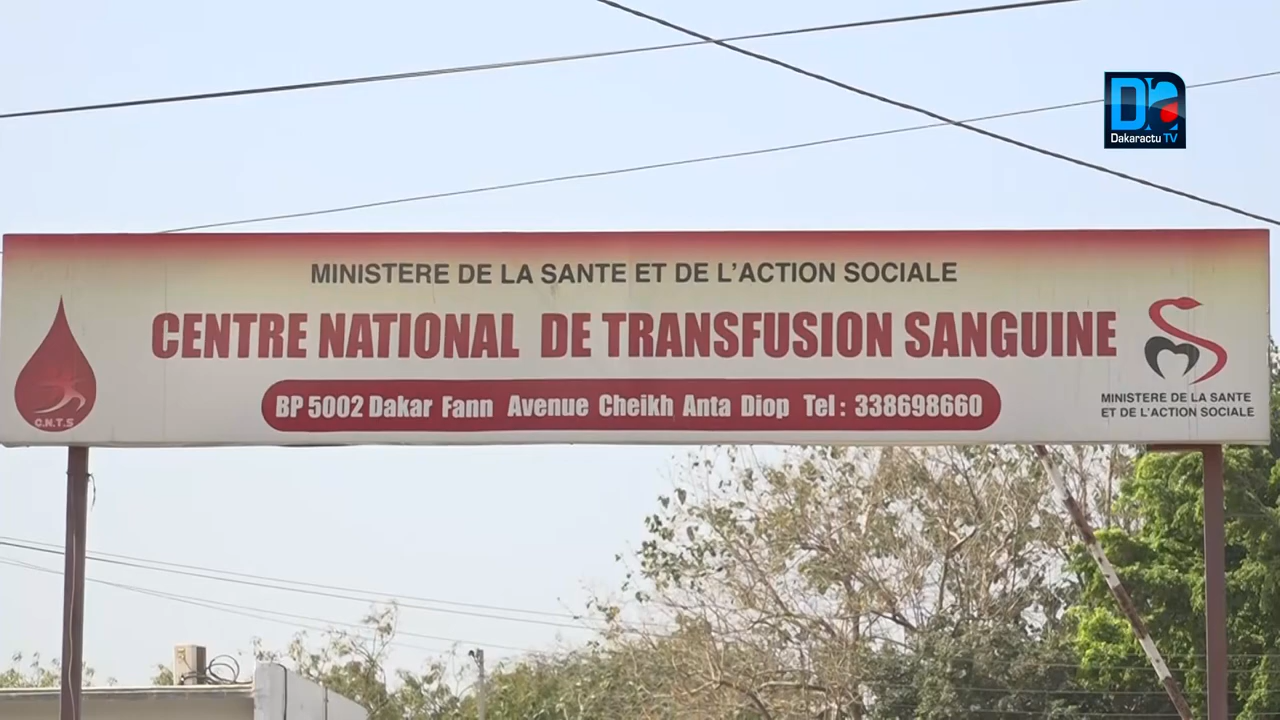 Dakaractu TV
MINISTERE DE LA SANTE ET DE L'ACTION SOCIALE
CENTRE NATIONAL DE TRANSFUSION SANGUINE
BP 5002 Dakar Fann Avenue Cheikh Anta Diop Tel : 338698660
C.N.T.S
MINISTERE DE LA SANTE
ET DE L'ACTION SOCIALE